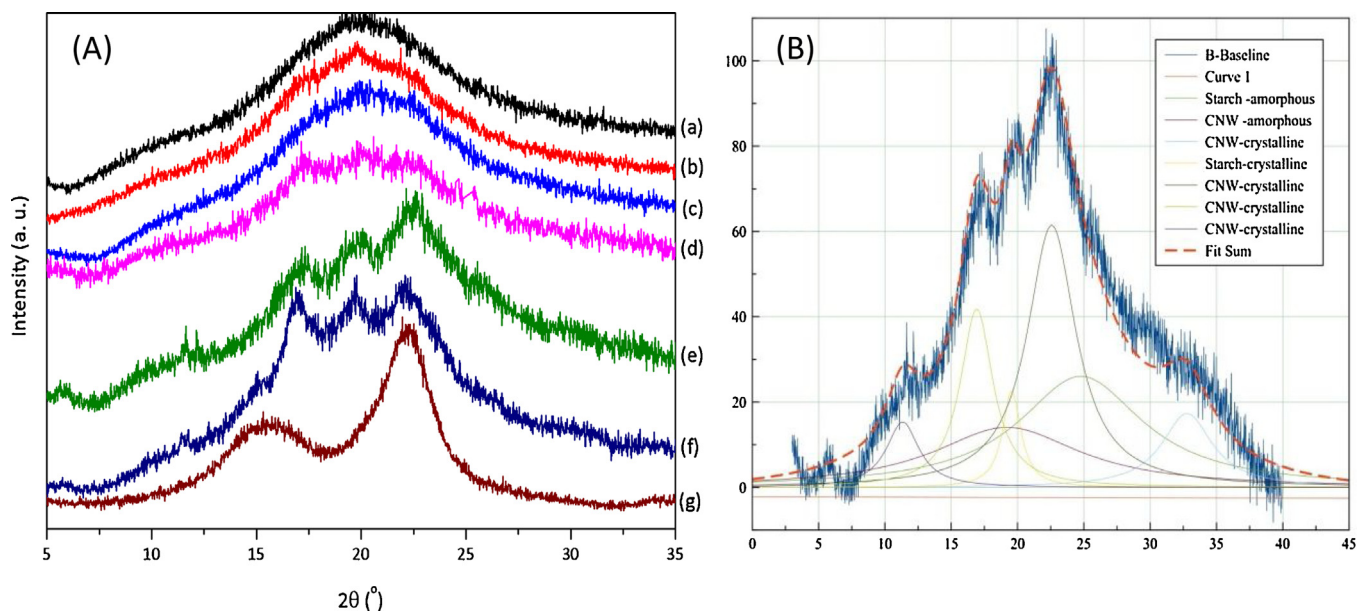 (A)
(a)
(b)
(c)
(d)
(e)
(f)
(g)
Intensity (a. u.)
5 10 15 20 25 30 35
2θ (°)
(B)
100
80
60
40
20
0
0 5 10 15 20 25 30 35 40 45
B-Baseline
Curve 1
Starch -amorphous
CNW -amorphous
CNW-crystalline
Starch-crystalline
CNW-crystalline
CNW-crystalline
CNW-crystalline
Fit Sum